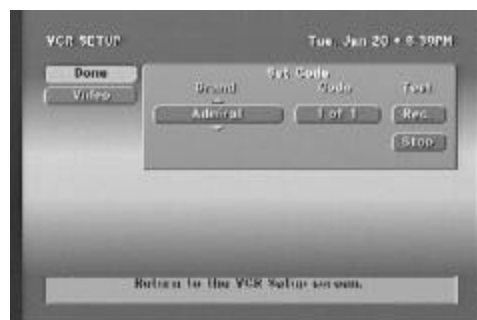 VCR SETUP
Tue, Jan 20 • 6:39PM
Done
Video
Set Code
Brand
Code
Test
Admiral
1 of 1
Rec
Stop
Return to the VCR Setup screen.